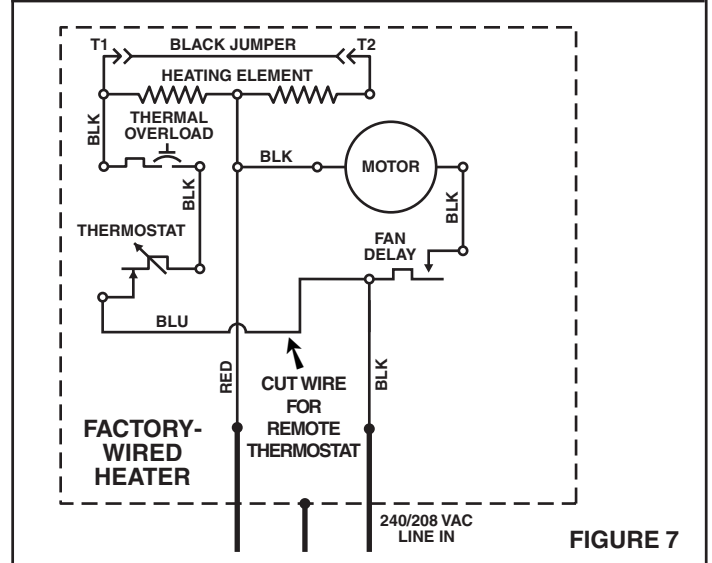 T1 BLACK JUMPER T2
HEATING ELEMENT
THERMAL
OVERLOAD
BLK
BLK
MOTOR
BLK
BLK
THERMOSTAT
FAN
DELAY
BLU
RED
CUT WIRE
FOR
REMOTE
THERMOSTAT
BLK
FACTORY-
WIRED
HEATER
240/208 VAC
LINE IN
FIGURE 7